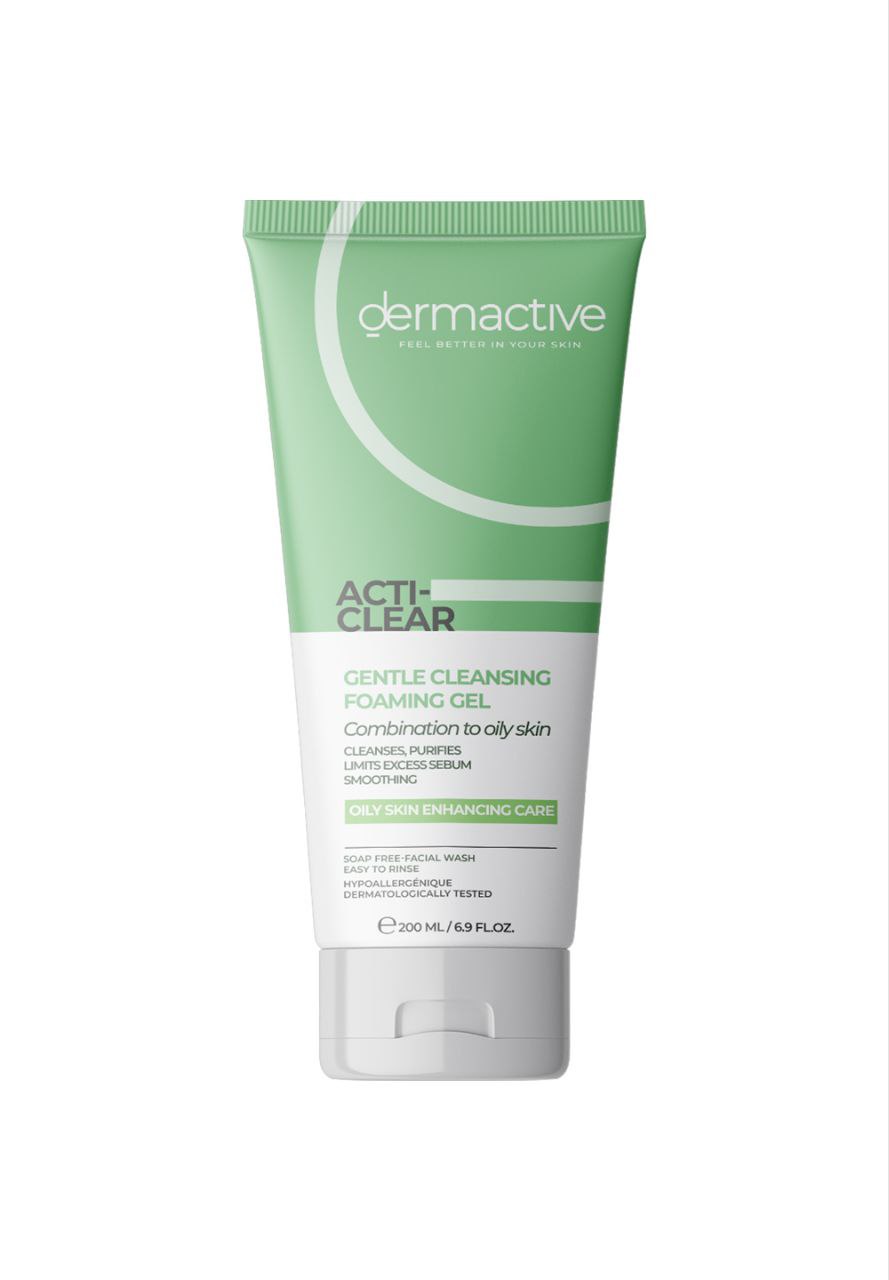 dermactive
FEEL BETTER IN YOUR SKIN
ACTI-
CLEAR
GENTLE CLEANSING
FOAMING GEL
Combination to oily skin
CLEANSES, PURIFIES
LIMITS EXCESS SEBUM
SMOOTHING
OILY SKIN ENHANCING CARE
SOAP FREE-FACIAL WASH
EASY TO RINSE
HYPOALLERGÉNIQUE
DERMATOLOGICALLY TESTED
℮ 200 ML / 6.9 FL.OZ.